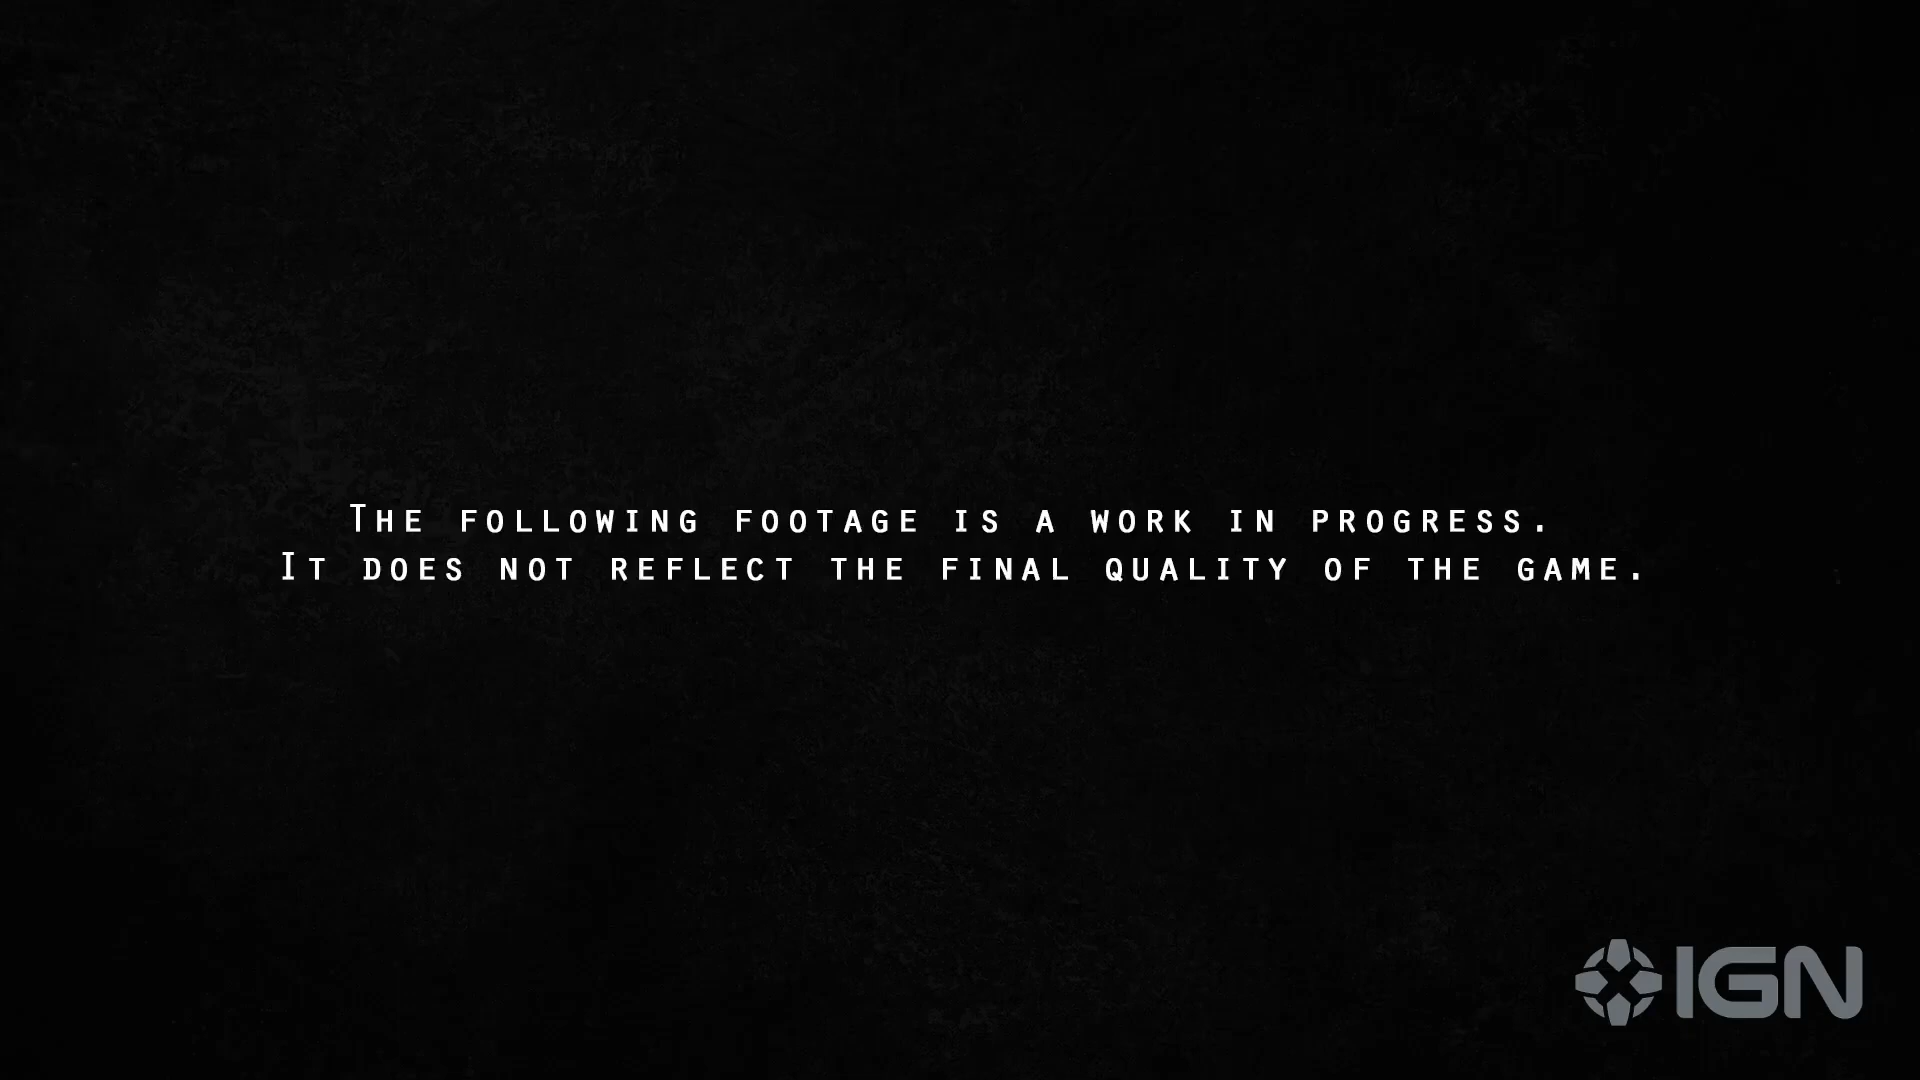 The following footage is a work in progress.
It does not reflect the final quality of the game.
IGN